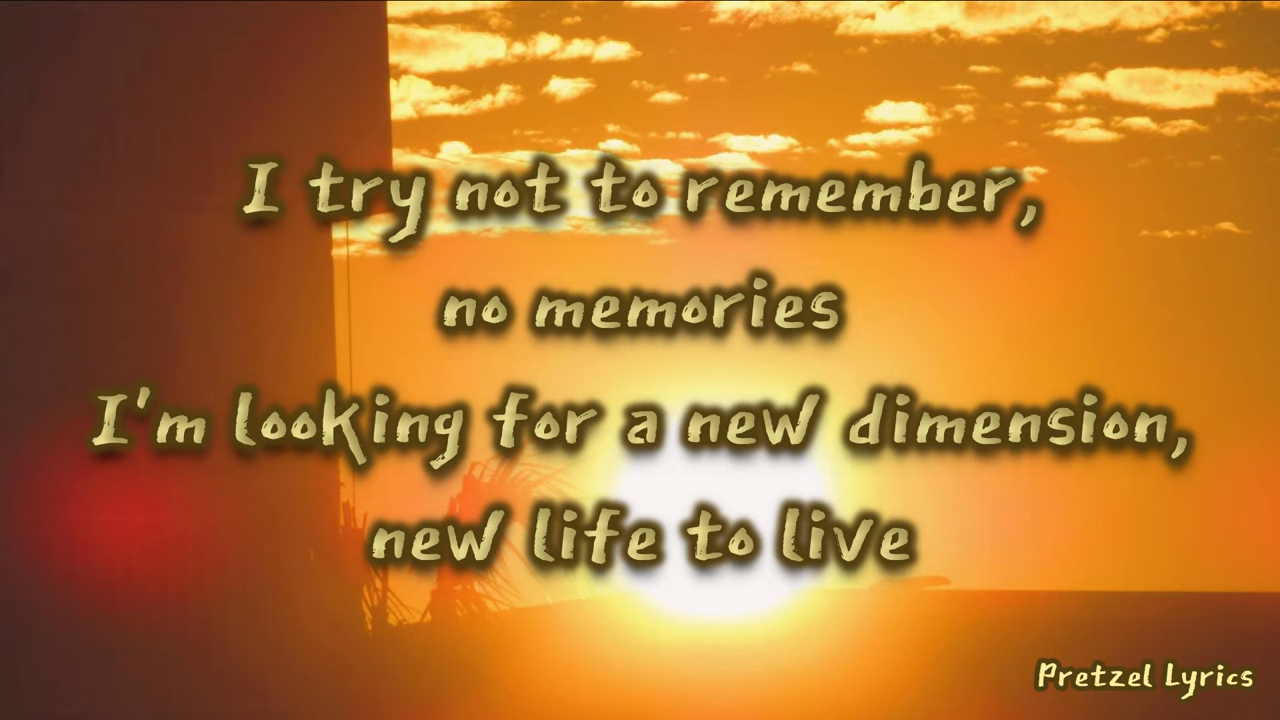 I try not to remember,
no memories
I'm looking for a new dimension,
new life to live
Pretzel Lyrics